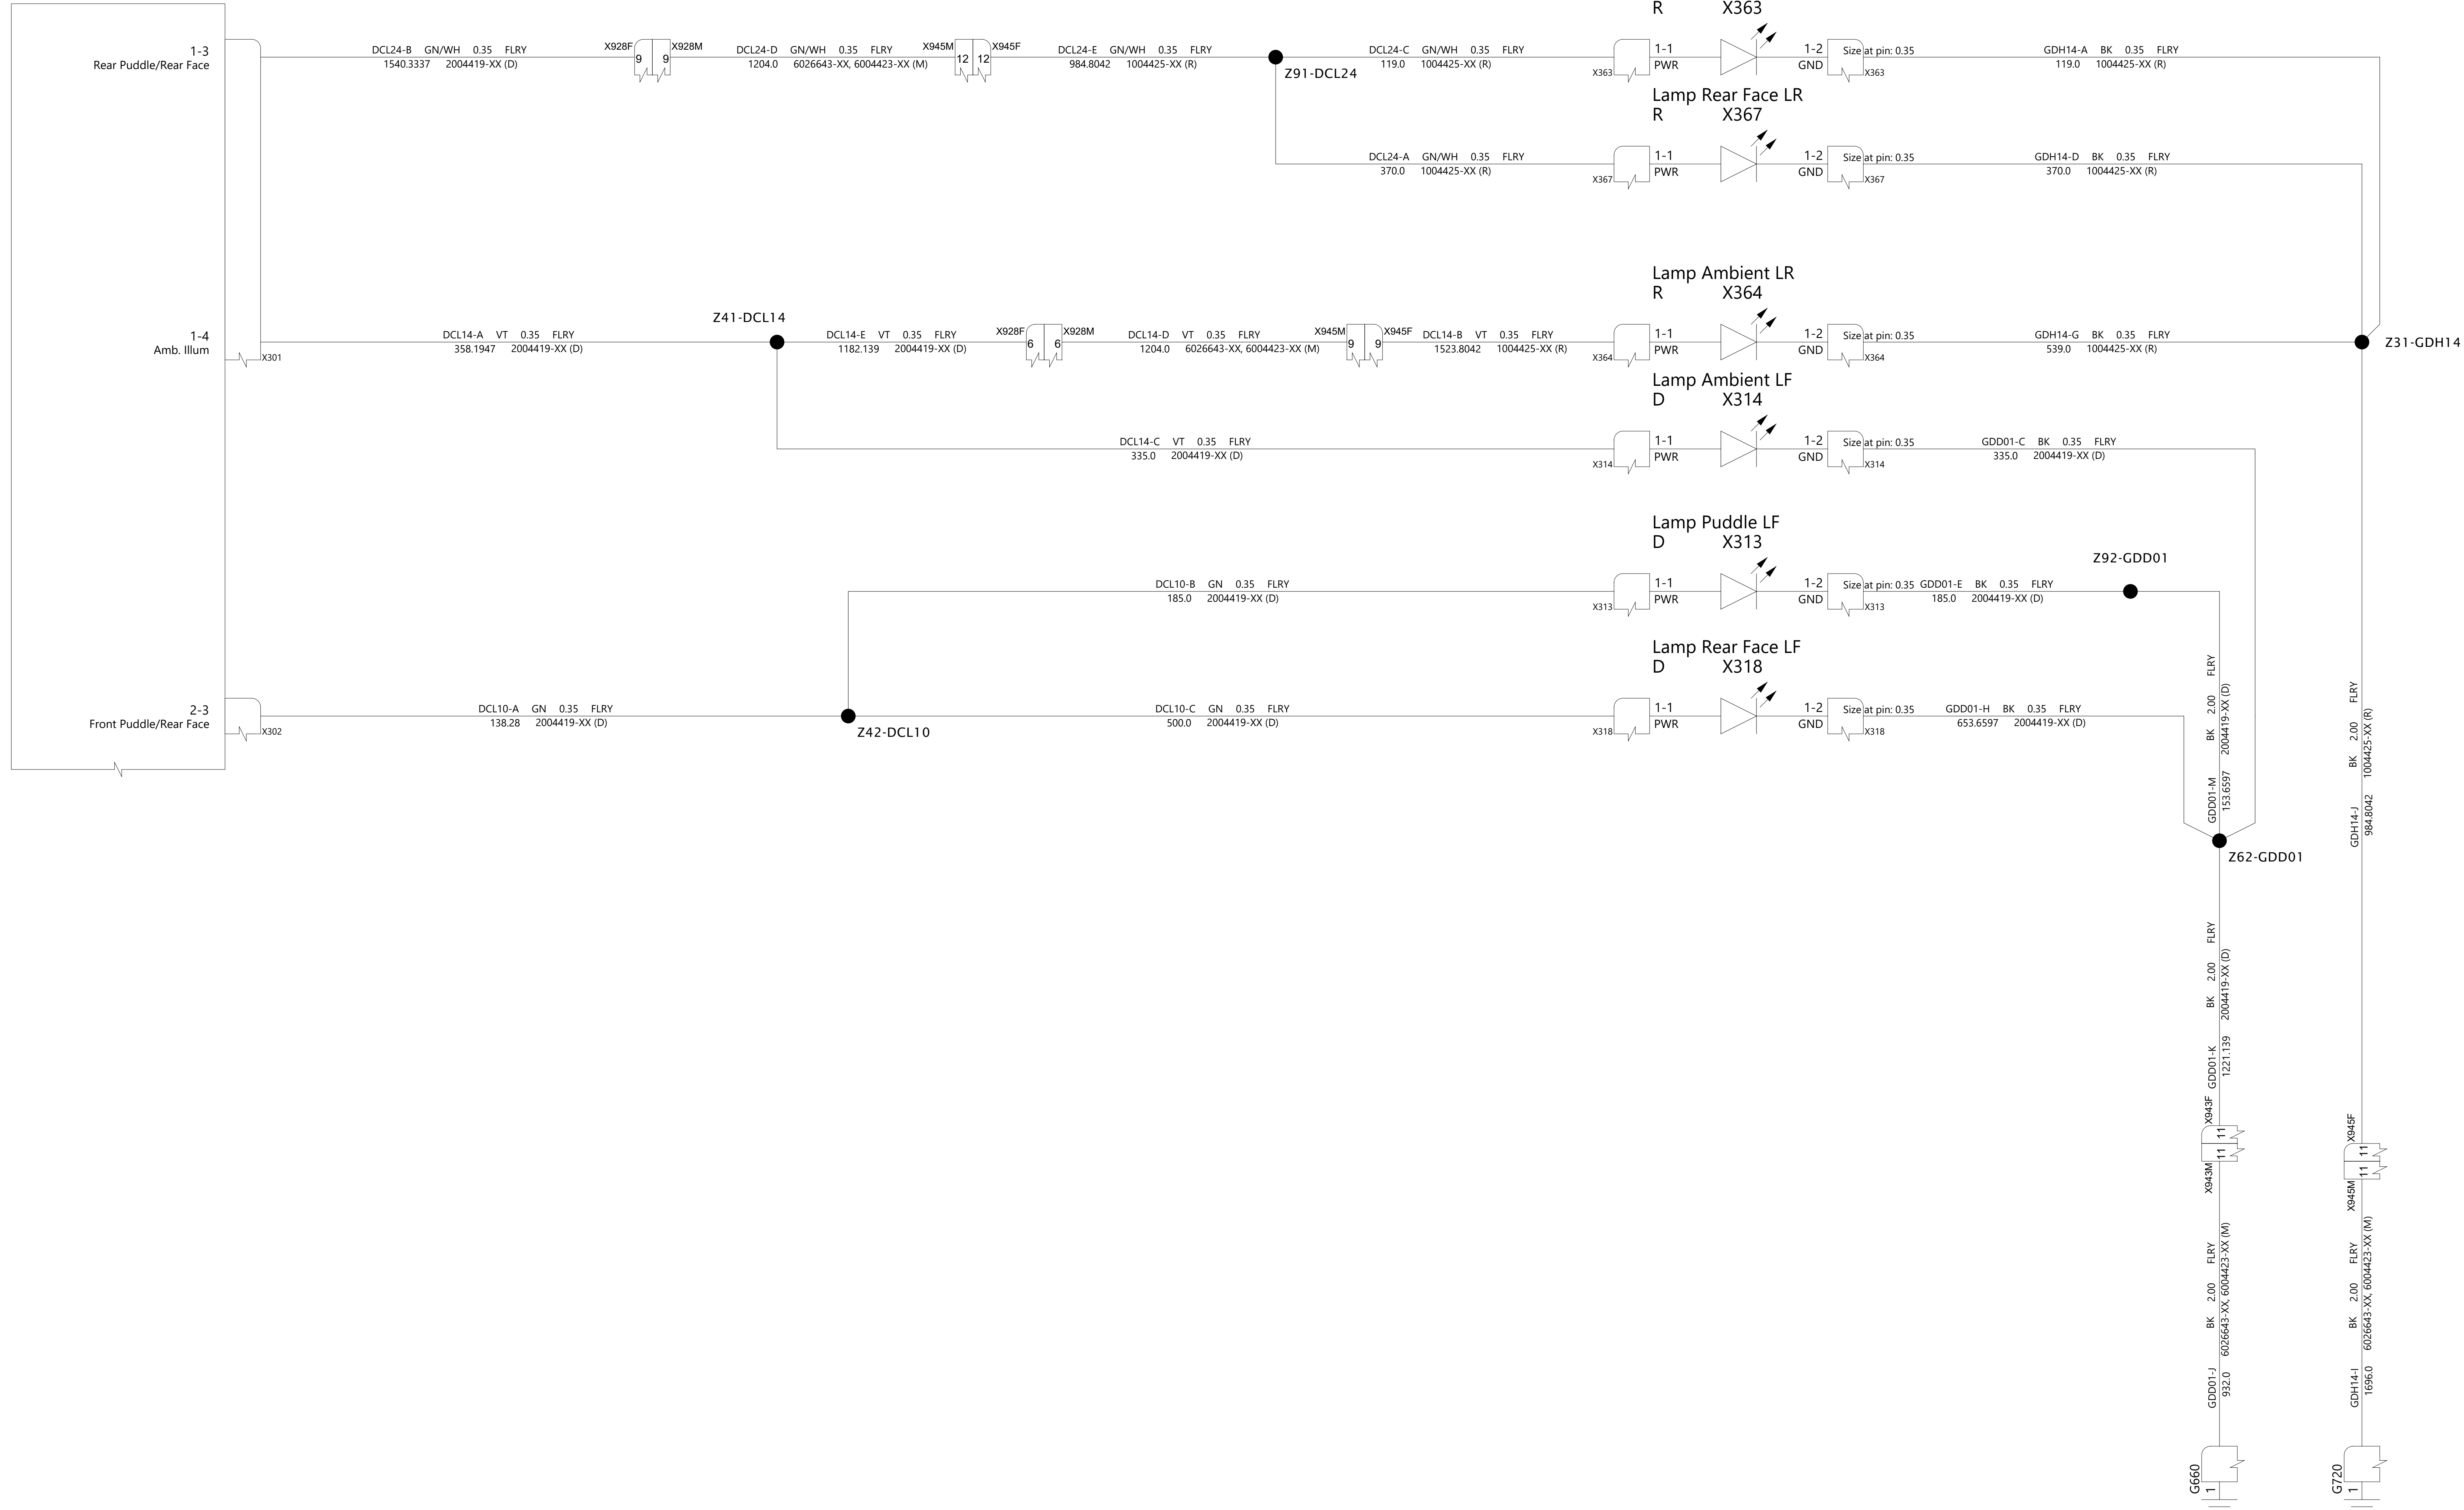 R X363
1-3
Rear Puddle/Rear Face
DCL24-B GN/WH 0.35 FLRY
1540.3337 2004419-XX (D)
X928F X928M
9 9
DCL24-D GN/WH 0.35 FLRY
1204.0 6026643-XX, 6004423-XX (M)
X945M X945F
12 12
DCL24-E GN/WH 0.35 FLRY
984.8042 1004425-XX (R)
Z91-DCL24
DCL24-C GN/WH 0.35 FLRY
119.0 1004425-XX (R)
X363
1-1
PWR
1-2
GND
X363
Size at pin: 0.35
GDH14-A BK 0.35 FLRY
119.0 1004425-XX (R)
Lamp Rear Face LR
R X367
DCL24-A GN/WH 0.35 FLRY
370.0 1004425-XX (R)
X367
1-1
PWR
1-2
GND
X367
Size at pin: 0.35
GDH14-D BK 0.35 FLRY
370.0 1004425-XX (R)
Lamp Ambient LR
R X364
1-4
Amb. Illum
X301
DCL14-A VT 0.35 FLRY
358.1947 2004419-XX (D)
Z41-DCL14
DCL14-E VT 0.35 FLRY
1182.139 2004419-XX (D)
X928F X928M
6 6
DCL14-D VT 0.35 FLRY
1204.0 6026643-XX, 6004423-XX (M)
X945M X945F
9 9
DCL14-B VT 0.35 FLRY
1523.8042 1004425-XX (R)
X364
1-1
PWR
1-2
GND
X364
Size at pin: 0.35
GDH14-G BK 0.35 FLRY
539.0 1004425-XX (R)
Z31-GDH14
Lamp Ambient LF
D X314
DCL14-C VT 0.35 FLRY
335.0 2004419-XX (D)
X314
1-1
PWR
1-2
GND
X314
Size at pin: 0.35
GDD01-C BK 0.35 FLRY
335.0 2004419-XX (D)
Lamp Puddle LF
D X313
DCL10-B GN 0.35 FLRY
185.0 2004419-XX (D)
X313
1-1
PWR
1-2
GND
X313
Size at pin: 0.35
GDD01-E BK 0.35 FLRY
185.0 2004419-XX (D)
Z92-GDD01
Lamp Rear Face LF
D X318
2-3
Front Puddle/Rear Face
X302
DCL10-A GN 0.35 FLRY
138.28 2004419-XX (D)
Z42-DCL10
DCL10-C GN 0.35 FLRY
500.0 2004419-XX (D)
X318
1-1
PWR
1-2
GND
X318
Size at pin: 0.35
GDD01-H BK 0.35 FLRY
653.6597 2004419-XX (D)
GDD01-M BK 2.00 FLRY
153.6597 2004419-XX (D)
GDH14-J BK 2.00 FLRY
984.8042 1004425-XX (R)
Z62-GDD01
GDD01-K BK 2.00 FLRY
1221.139 2004419-XX (D)
X943F
11
11
X943M
X945F
11
11
X945M
GDD01-J BK 2.00 FLRY
932.0 6026643-XX, 6004423-XX (M)
GDH14-I BK 2.00 FLRY
1696.0 6026643-XX, 6004423-XX (M)
G660
1
G720
1